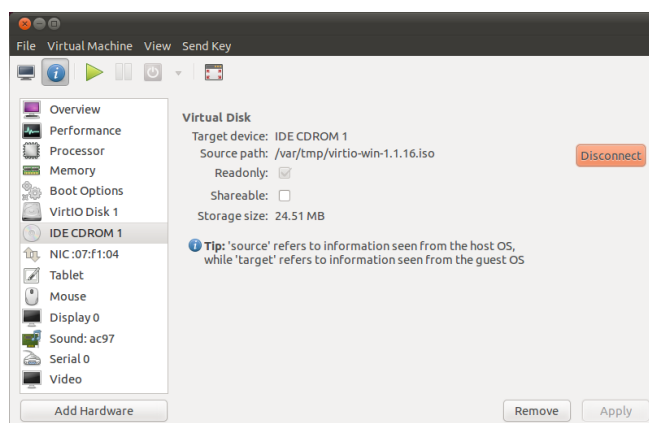 File Virtual Machine View Send Key
Overview
Performance
Processor
Memory
Boot Options
VirtIO Disk 1
IDE CDROM 1
NIC :07:f1:04
Tablet
Mouse
Display 0
Sound: ac97
Serial 0
Video
Add Hardware
Virtual Disk
Target device: IDE CDROM 1
Source path: /var/tmp/virtio-win-1.1.16.iso
Disconnect
Readonly:
Shareable:
Storage size: 24.51 MB
Tip: 'source' refers to information seen from the host OS,
while 'target' refers to information seen from the guest OS
Remove Apply